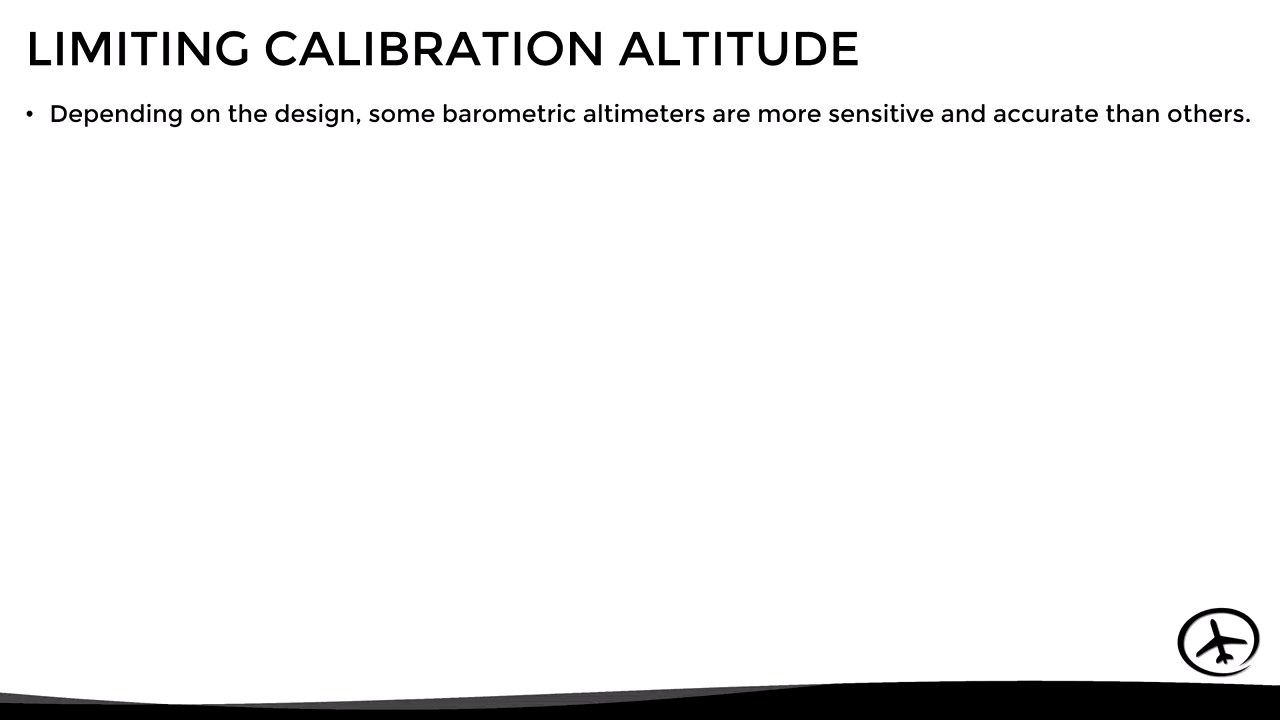 LIMITING CALIBRATION ALTITUDE
• Depending on the design, some barometric altimeters are more sensitive and accurate than others.